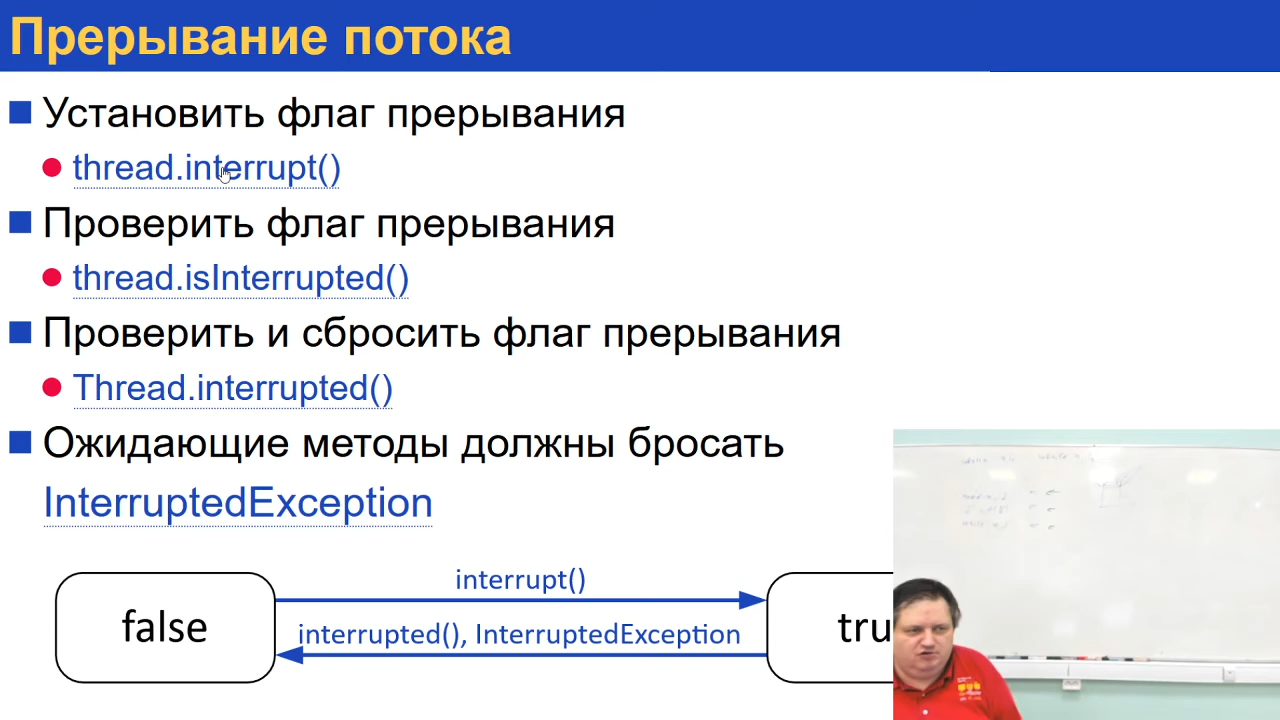 Прерывание потока
Установить флаг прерывания
thread.interrupt()
Проверить флаг прерывания
thread.isInterrupted()
Проверить и сбросить флаг прерывания
Thread.interrupted()
Ожидающие методы должны бросать
InterruptedException
interrupt()
false
interrupted(), InterruptedException
tru